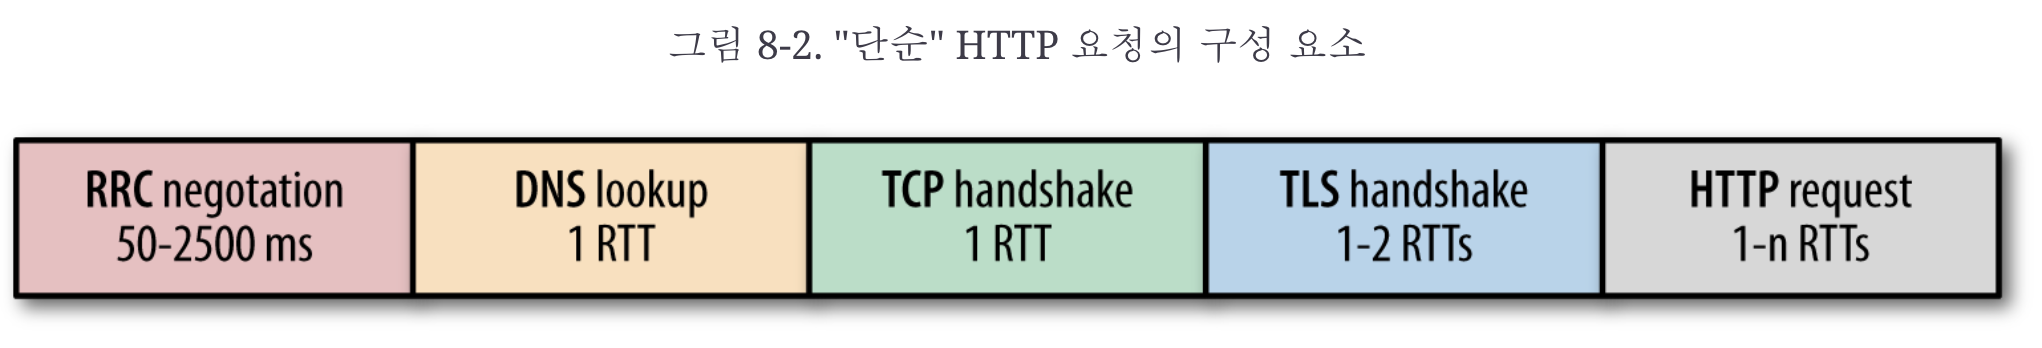 그림 8-2. "단순" HTTP 요청의 구성 요소
RRC negotation
50-2500 ms
DNS lookup
1 RTT
TCP handshake
1 RTT
TLS handshake
1-2 RTTs
HTTP request
1-n RTTs